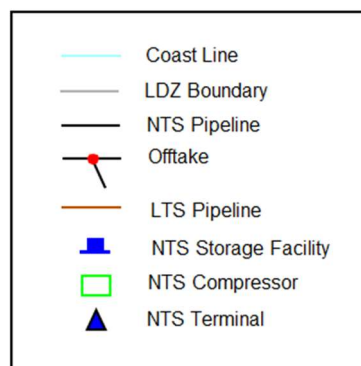 Coast Line
LDZ Boundary
NTS Pipeline
Offtake
LTS Pipeline
NTS Storage Facility
NTS Compressor
NTS Terminal